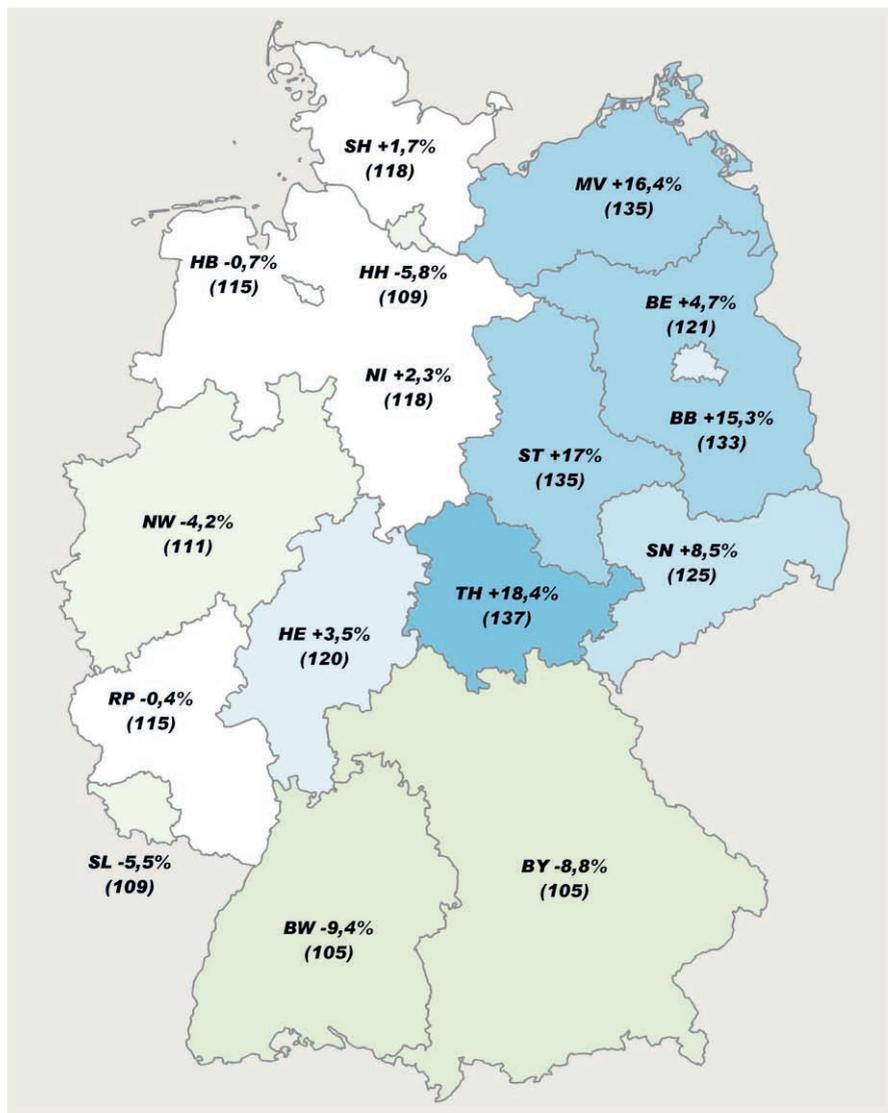 SH +1,7%
(118)
MV +16,4%
(135)
HB -0,7%
(115)
HH -5,8%
(109)
BE +4,7%
(121)
NI +2,3%
(118)
BB +15,3%
(133)
ST +17%
(135)
NW -4,2%
(111)
SN +8,5%
(125)
TH +18,4%
(137)
HE +3,5%
(120)
RP -0,4%
(115)
SL -5,5%
(109)
BY -8,8%
(105)
BW -9,4%
(105)